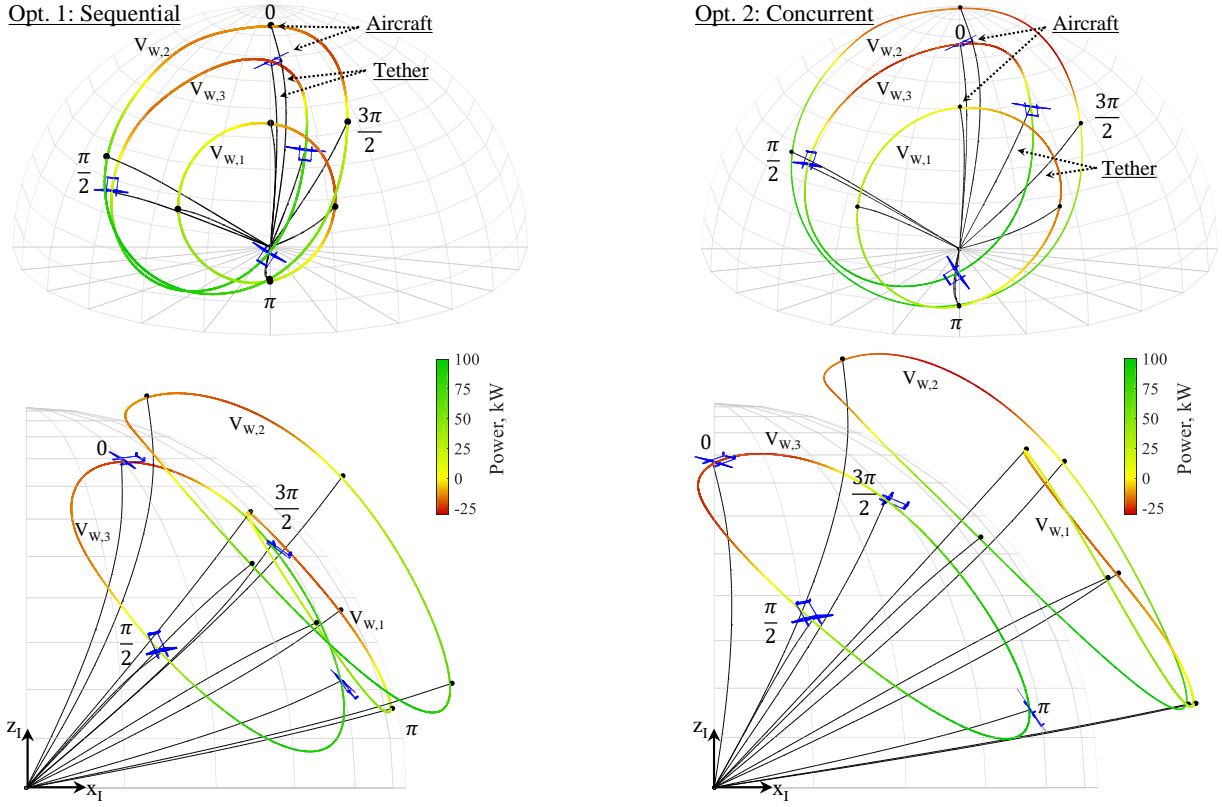 Opt. 1: Sequential
0
Aircraft
V_W,2
Tether
V_W,3
3π/2
V_W,1
π/2
π
Opt. 2: Concurrent
0
Aircraft
V_W,2
V_W,3
3π/2
V_W,1
π/2
Tether
π
100
75
50
25
0
-25
Power, kW
V_W,2
0
3π/2
V_W,3
V_W,1
π/2
π
z_I
x_I
100
75
50
25
0
-25
Power, kW
V_W,2
0
V_W,3
3π/2
V_W,1
π/2
π
z_I
x_I